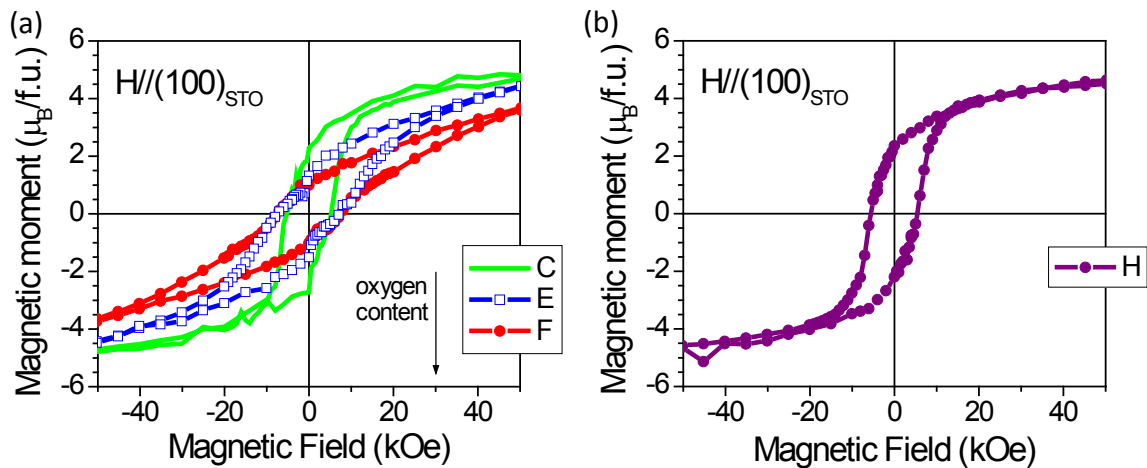 (a)
H//(100)STO
Magnetic moment (μB/f.u.)
6
4
2
0
-2
-4
-6
-40 -20 0 20 40
Magnetic Field (kOe)
oxygen
content
C
E
F
(b)
H//(100)STO
Magnetic moment (μB/f.u.)
6
4
2
0
-2
-4
-6
-40 -20 0 20 40
Magnetic Field (kOe)
H